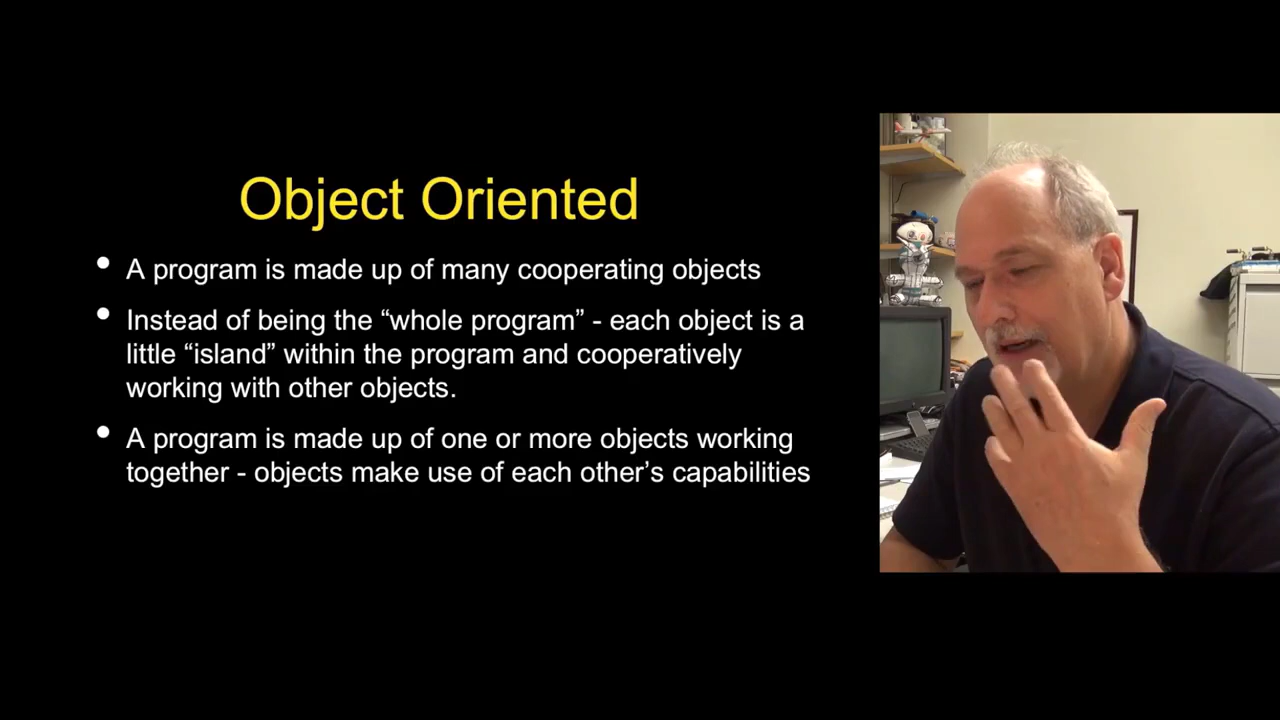 Object Oriented
• A program is made up of many cooperating objects
• Instead of being the “whole program” - each object is a
little “island” within the program and cooperatively
working with other objects.
• A program is made up of one or more objects working
together - objects make use of each other’s capabilities